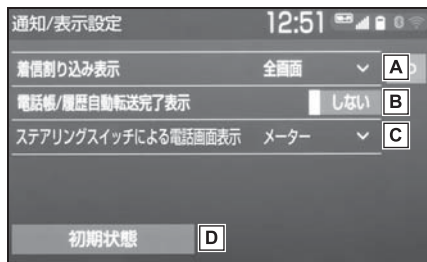 通知/表示設定 12:51
着信割り込み表示 全画面 A
電話帳/履歴自動転送完了表示 しない B
ステアリングスイッチによる電話画面表示 メーター C
初期状態 D